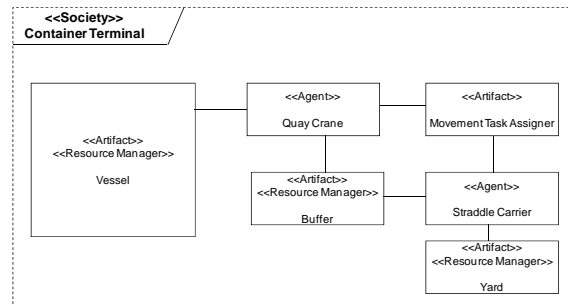 <<Society>>
Container Terminal
<<Artifact>>
<<Resource Manager>>
Vessel
<<Agent>>
Quay Crane
<<Artifact>>
Movement Task Assigner
<<Artifact>>
<<Resource Manager>>
Buffer
<<Agent>>
Straddle Carrier
<<Artifact>>
<<Resource Manager>>
Yard